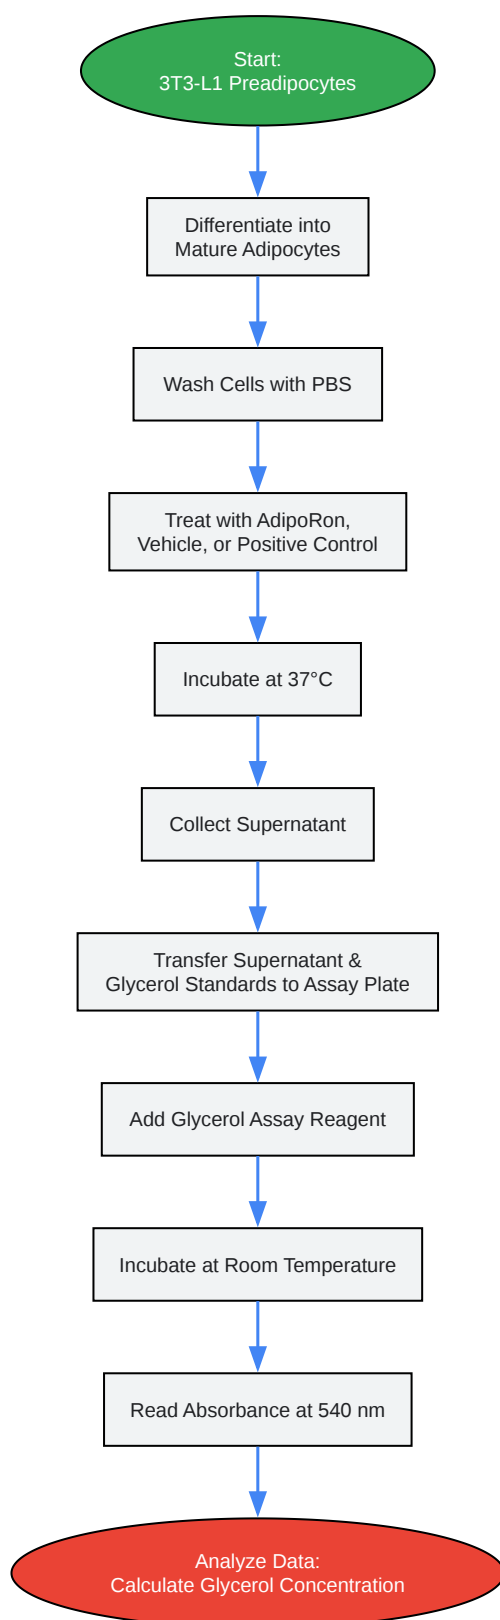 Start:
3T3-L1 Preadipocytes
Differentiate into
Mature Adipocytes
Wash Cells with PBS
Treat with AdipoRon,
Vehicle, or Positive Control
Incubate at 37°C
Collect Supernatant
Transfer Supernatant &
Glycerol Standards to Assay Plate
Add Glycerol Assay Reagent
Incubate at Room Temperature
Read Absorbance at 540 nm
Analyze Data:
Calculate Glycerol Concentration